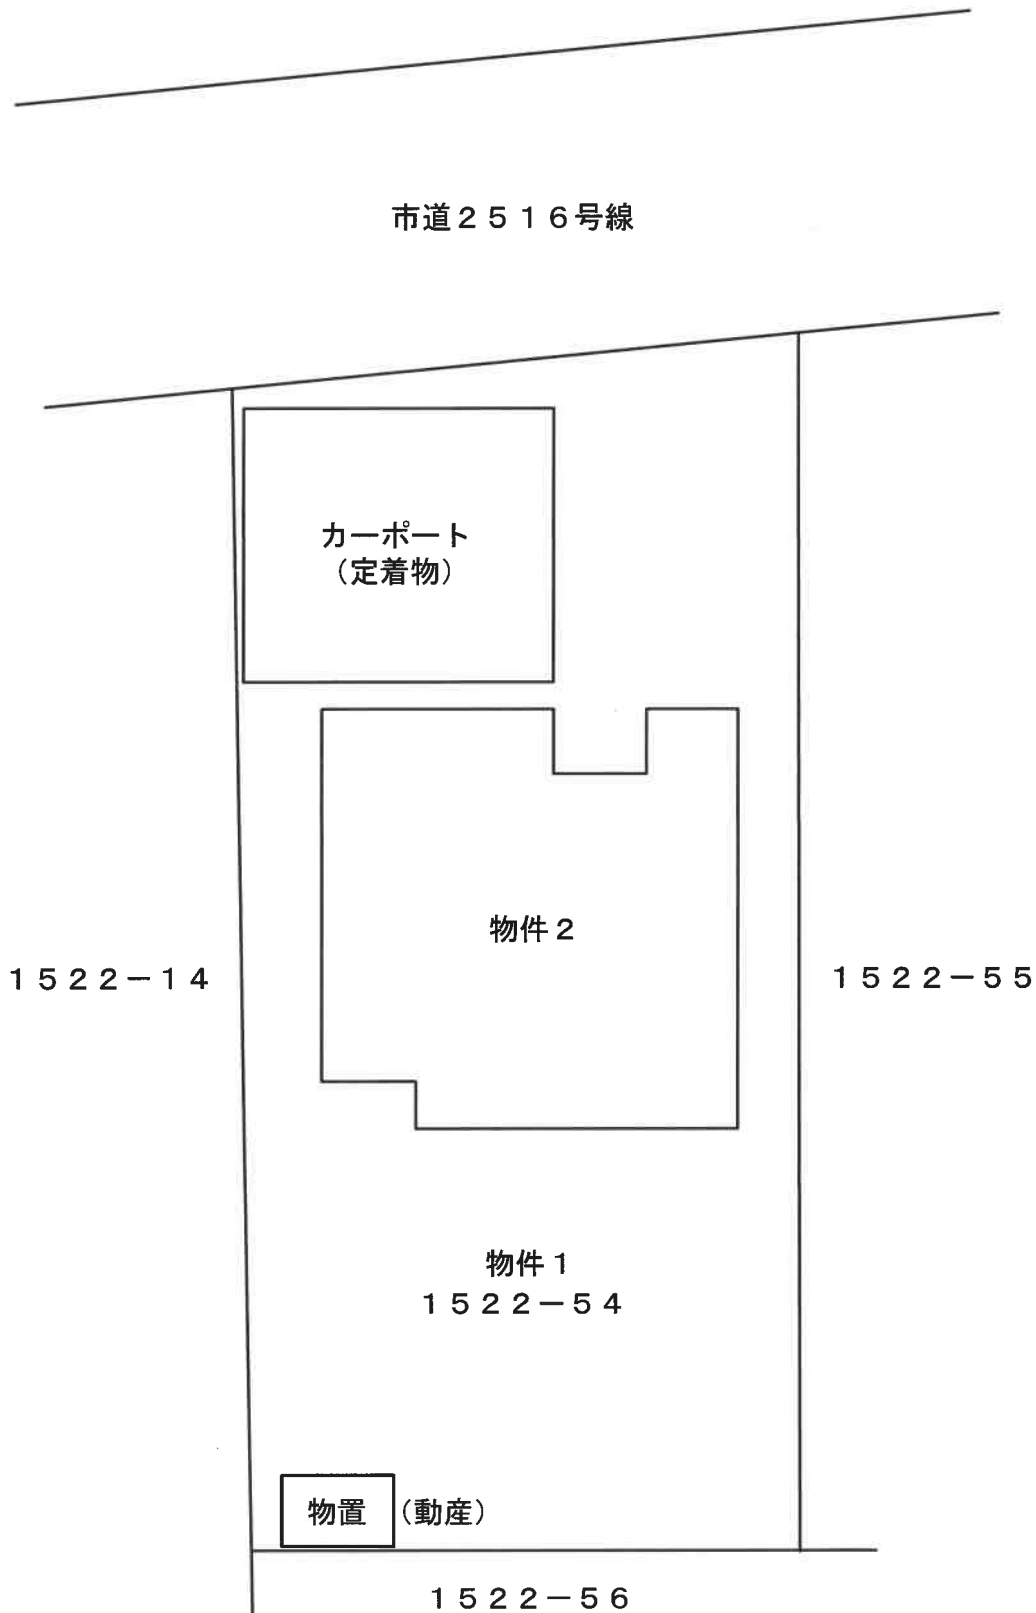 市道２５１６号線
カーポート
（定着物）
物件２
１５２２－１４
１５２２－５５
物件１
１５２２－５４
物置 （動産）
１５２２－５６